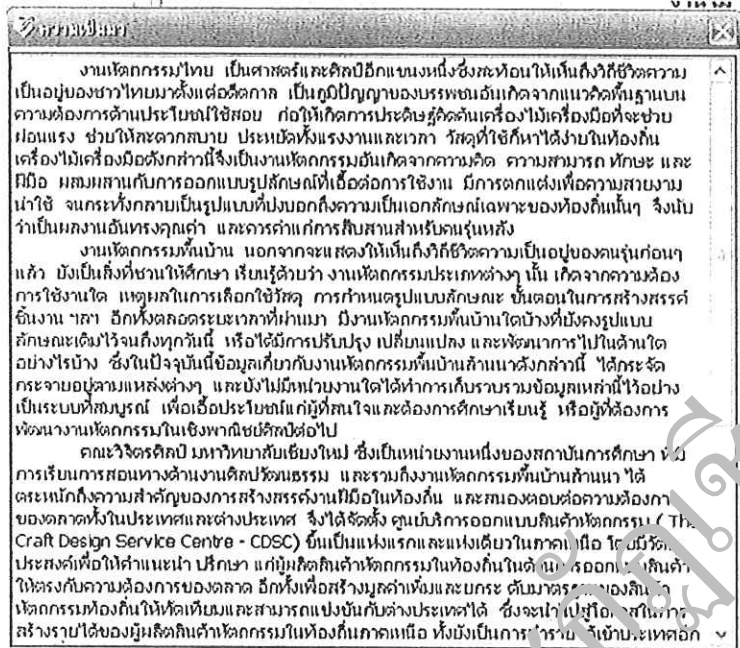 ความเป็นมา
งานหัตถกรรมไทย เป็นศาสตร์และศิลป์อีกแขนงหนึ่งซึ่งสะท้อนให้เห็นถึงวิถีชีวิตความ
เป็นอยู่ของชาวไทยมาตั้งแต่อดีตกาล เป็นภูมิปัญญาของบรรพชนอันเกิดจากแนวคิดพื้นฐานบน
ความต้องการด้านประโยชน์ใช้สอย ก่อให้เกิดการประดิษฐ์คิดค้นเครื่องไม้เครื่องมือที่จะช่วย
ผ่อนแรง ช่วยให้สะดวกสบาย ประหยัดทั้งแรงงานและเวลา วัสดุที่ใช้ก็หาได้ง่ายในท้องถิ่น
เครื่องไม้เครื่องมือดังกล่าวนี้จึงเป็นงานหัตถกรรมอันเกิดจากความคิด ความสามารถ ทักษะ และ
ฝีมือ ผสมผสานกับการออกแบบรูปลักษณ์ที่เอื้อต่อการใช้งาน มีการตกแต่งเพื่อความสวยงาม
น่าใช้ จนกระทั่งกลายเป็นรูปแบบที่บ่งบอกถึงความเป็นเอกลักษณ์เฉพาะของท้องถิ่นนั้นๆ จึงนับ
ว่าเป็นผลงานอันทรงคุณค่า และควรค่าแก่การสืบสานสำหรับคนรุ่นหลัง
งานหัตถกรรมพื้นบ้าน นอกจากจะแสดงให้เห็นถึงวิถีชีวิตความเป็นอยู่ของคนรุ่นก่อนๆ
แล้ว ยังเป็นสิ่งที่ชวนให้ศึกษา เรียนรู้ด้วยว่า งานหัตถกรรมประเภทต่างๆ นั้น เกิดจากความต้อง
การใช้งานใด เหตุผลในการเลือกใช้วัสดุ การกำหนดรูปแบบลักษณะ ขั้นตอนในการสร้างสรรค์
ชิ้นงาน ฯลฯ อีกทั้งตลอดระยะเวลาที่ผ่านมา มีงานหัตถกรรมพื้นบ้านใดบ้างที่ยังคงรูปแบบ
ลักษณะเดิมไว้จนถึงทุกวันนี้ หรือได้มีการปรับปรุง เปลี่ยนแปลง และพัฒนาการไปในด้านใด
อย่างไรบ้าง ซึ่งในปัจจุบันนี้ข้อมูลเกี่ยวกับงานหัตถกรรมพื้นบ้านล้านนาดังกล่าวนี้ ได้กระจัด
กระจายอยู่ตามแหล่งต่างๆ และยังไม่มีหน่วยงานใดได้ทำการเก็บรวบรวมข้อมูลเหล่านี้ไว้อย่าง
เป็นระบบที่สมบูรณ์ เพื่อเอื้อประโยชน์แก่ผู้ที่สนใจและต้องการศึกษาเรียนรู้ หรือผู้ที่ต้องการ
พัฒนางานหัตถกรรมในเชิงพาณิชย์ศิลป์ต่อไป
คณะวิจิตรศิลป์ มหาวิทยาลัยเชียงใหม่ ซึ่งเป็นหน่วยงานหนึ่งของสถาบันการศึกษา ที่มี
การเรียนการสอนทางด้านงานศิลปวัฒนธรรม และรวมถึงงานหัตถกรรมพื้นบ้านล้านนา ได้
ตระหนักถึงความสำคัญของการสร้างสรรค์งานฝีมือในท้องถิ่น และสนองตอบต่อความต้องกา
ของตลาดทั้งในประเทศและต่างประเทศ จึงได้จัดตั้ง ศูนย์บริการออกแบบสินค้าหัตถกรรม ( The
Craft Design Service Centre - CDSC) ขึ้นเป็นแห่งแรกและแห่งเดียวในภาคเหนือ โดยมีวัตถุ
ประสงค์เพื่อให้คำแนะนำ ปรึกษา แก่ผู้ผลิตสินค้าหัตถกรรมในท้องถิ่นในด้านการออกแบบสินค้า
ให้ตรงกับความต้องการของตลาด อีกทั้งเพื่อสร้างมูลค่าเพิ่มและยกระดับมาตรฐานของสินค้า
หัตถกรรมท้องถิ่นให้ทัดเทียมและสามารถแข่งขันกับต่างประเทศได้ ซึ่งจะนำไปสู่โอกาสในการ
สร้างรายได้ของผู้ผลิตสินค้าหัตถกรรมในท้องถิ่นภาคเหนือ ทั้งยังเป็นการนำรายได้เข้าประเทศอีก